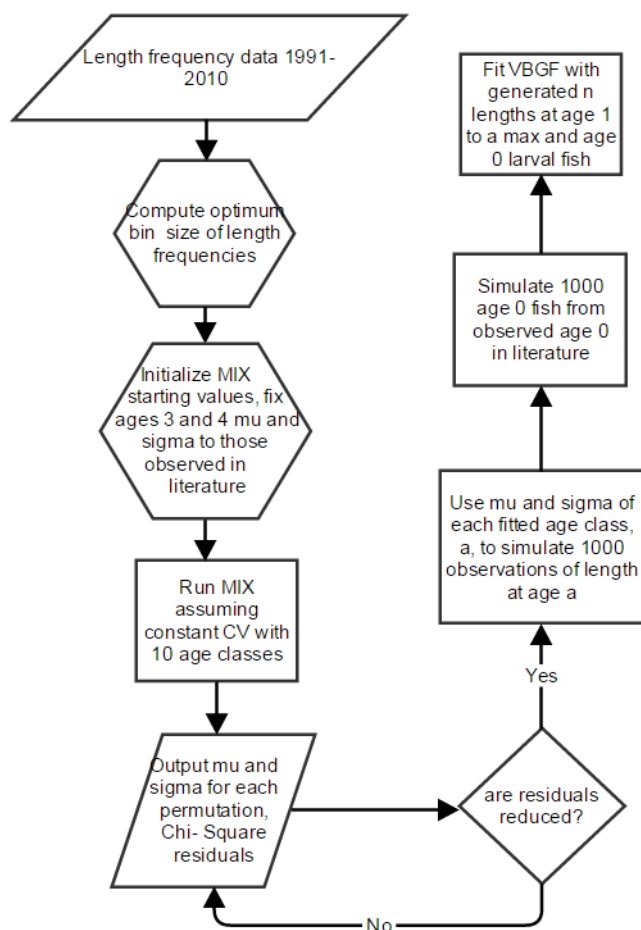 Length frequency data 1991-
2010
Compute optimum
bin size of length
frequencies
Initialize MIX
starting values, fix
ages 3 and 4 mu and
sigma to those
observed in
literature
Run MIX
assuming
constant CV with
10 age classes
Output mu and
sigma for each
permutation,
Chi- Square
residuals
are residuals
reduced?
No
Yes
Use mu and sigma of
each fitted age class,
a, to simulate 1000
observations of length
at age a
Simulate 1000
age 0 fish from
observed age 0
in literature
Fit VBGF with
generated n
lengths at age 1
to a max and age
0 larval fish